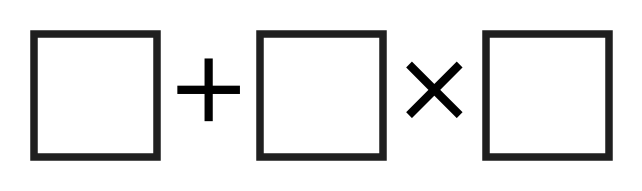 □ + □ × □